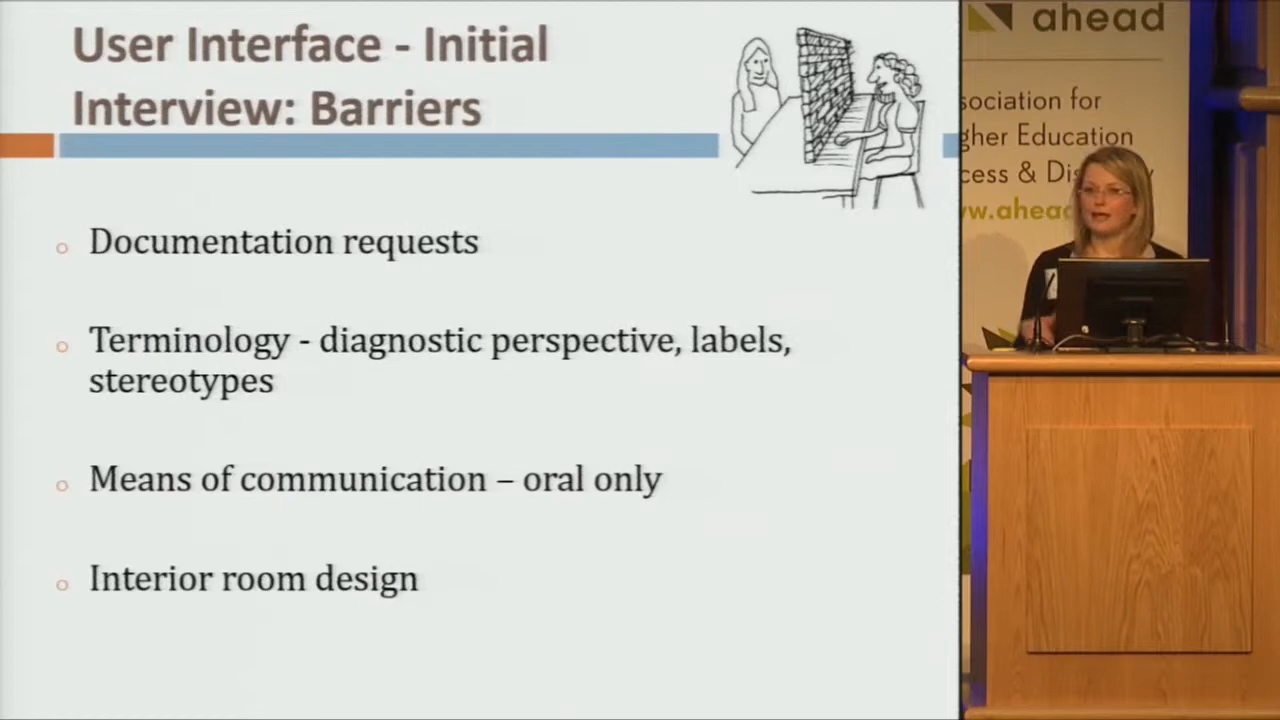 User Interface - Initial
Interview: Barriers
Documentation requests
Terminology - diagnostic perspective, labels,
stereotypes
Means of communication – oral only
Interior room design
ahead
sociation for
gher Education
cess & Dis
w.ahead